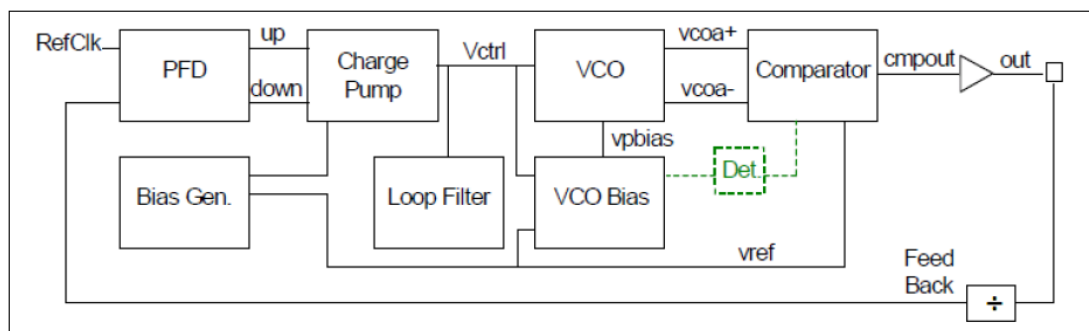 RefClk
PFD
up
down
Charge
Pump
Vctrl
VCO
vcoa+
vcoa-
Comparator
cmpout
out
Bias Gen.
Loop Filter
vpbias
VCO Bias
Det.
vref
Feed
Back
÷